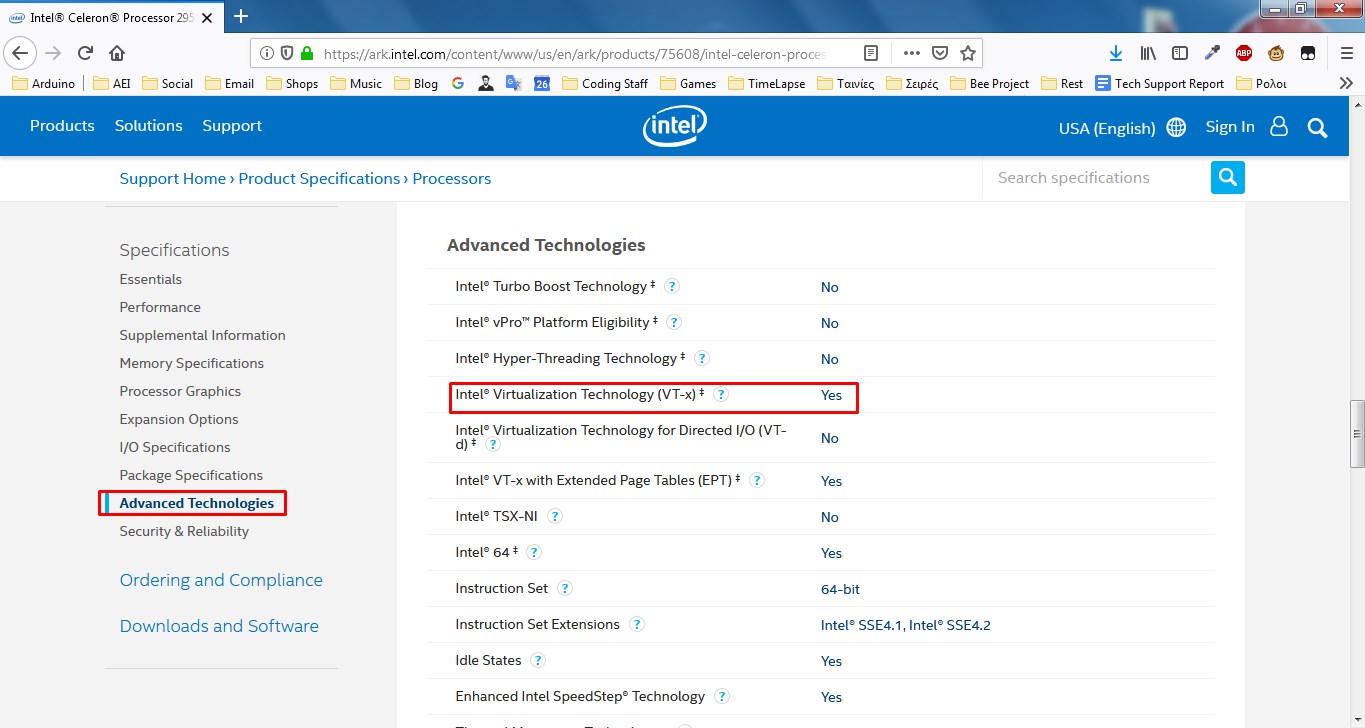 Intel® Celeron® Processor 295
https://ark.intel.com/content/www/us/en/ark/products/75608/intel-celeron-proces
Arduino AEI Social Email Shops Music Blog 26 Coding Staff Games TimeLapse Ταινίες Σειρές Bee Project Rest Tech Support Report Ρολοι
Products Solutions Support intel USA (English) Sign In
Support Home › Product Specifications › Processors Search specifications
Specifications
Essentials
Performance
Supplemental Information
Memory Specifications
Processor Graphics
Expansion Options
I/O Specifications
Package Specifications
Advanced Technologies
Security & Reliability
Ordering and Compliance
Downloads and Software
Advanced Technologies
Intel® Turbo Boost Technology ‡ ? No
Intel® vPro™ Platform Eligibility ‡ ? No
Intel® Hyper-Threading Technology ‡ ? No
Intel® Virtualization Technology (VT-x) ‡ ? Yes
Intel® Virtualization Technology for Directed I/O (VT-
d) ‡ ? No
Intel® VT-x with Extended Page Tables (EPT) ‡ ? Yes
Intel® TSX-NI ? No
Intel® 64 ‡ ? Yes
Instruction Set ? 64-bit
Instruction Set Extensions ? Intel® SSE4.1, Intel® SSE4.2
Idle States ? Yes
Enhanced Intel SpeedStep® Technology ? Yes